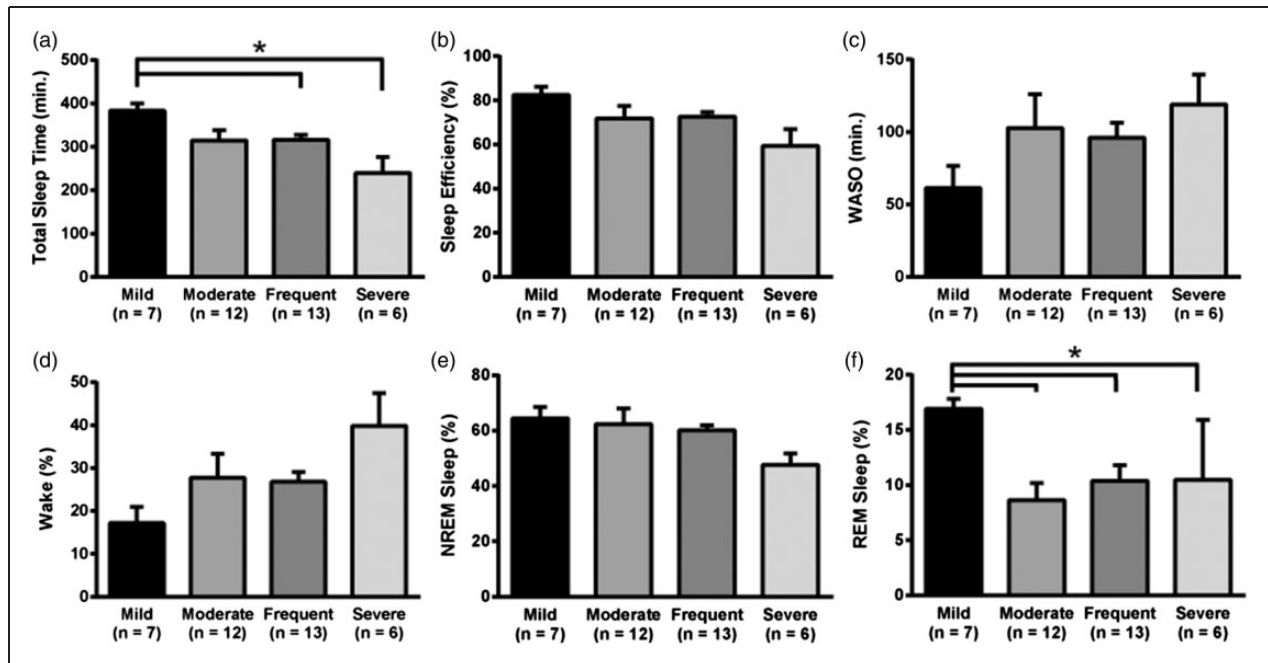 (a)
*
Total Sleep Time (min.)
500
400
300
200
100
0
Mild Moderate Frequent Severe
(n = 7) (n = 12) (n = 13) (n = 6)
(b)
Sleep Efficiency (%)
100
80
60
40
20
0
Mild Moderate Frequent Severe
(n = 7) (n = 12) (n = 13) (n = 6)
(c)
WASO (min.)
150
100
50
0
Mild Moderate Frequent Severe
(n = 7) (n = 12) (n = 13) (n = 6)
(d)
Wake (%)
50
40
30
20
10
0
Mild Moderate Frequent Severe
(n = 7) (n = 12) (n = 13) (n = 6)
(e)
NREM Sleep (%)
80
60
40
20
0
Mild Moderate Frequent Severe
(n = 7) (n = 12) (n = 13) (n = 6)
(f)
*
REM Sleep (%)
20
15
10
5
0
Mild Moderate Frequent Severe
(n = 7) (n = 12) (n = 13) (n = 6)